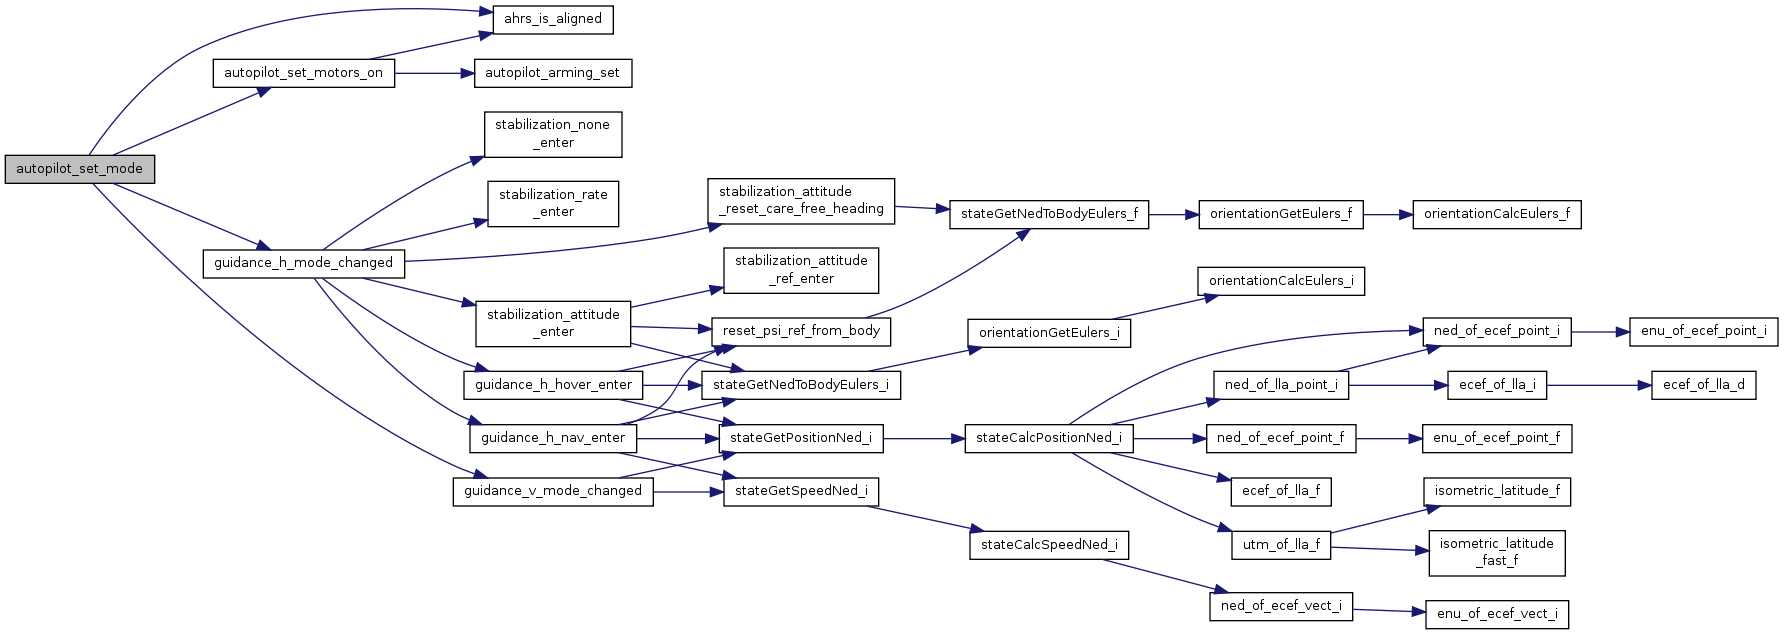 autopilot_set_mode
ahrs_is_aligned
autopilot_set_motors_on
autopilot_arming_set
guidance_h_mode_changed
stabilization_none
_enter
stabilization_rate
_enter
stabilization_attitude
_reset_care_free_heading
stateGetNedToBodyEulers_f
orientationGetEulers_f
orientationCalcEulers_f
stabilization_attitude
_enter
stabilization_attitude
_ref_enter
reset_psi_ref_from_body
stateGetNedToBodyEulers_i
orientationGetEulers_i
orientationCalcEulers_i
guidance_h_hover_enter
guidance_h_nav_enter
guidance_v_mode_changed
stateGetPositionNed_i
stateGetSpeedNed_i
stateCalcPositionNed_i
stateCalcSpeedNed_i
ned_of_ecef_point_i
enu_of_ecef_point_i
ned_of_lla_point_i
ecef_of_lla_i
ecef_of_lla_d
ned_of_ecef_point_f
enu_of_ecef_point_f
ecef_of_lla_f
utm_of_lla_f
isometric_latitude_f
isometric_latitude
_fast_f
ned_of_ecef_vect_i
enu_of_ecef_vect_i